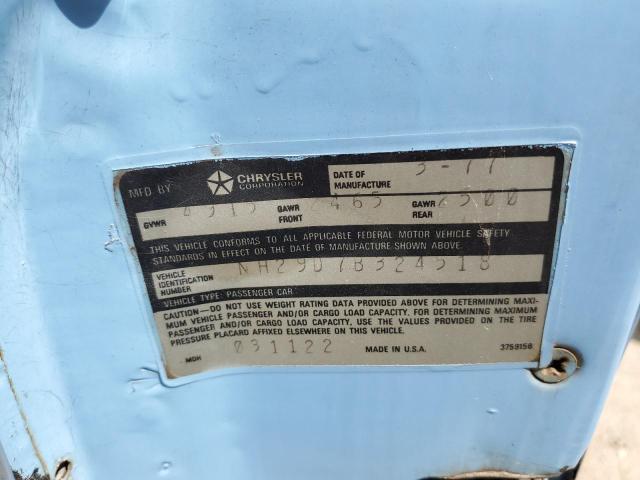 CHRYSLER
CORPORATION
MFD BY
DATE OF MANUFACTURE 3-77
GVWR GAWR FRONT 2465 GAWR REAR 2500
THIS VEHICLE CONFORMS TO ALL APPLICABLE FEDERAL MOTOR VEHICLE SAFETY
STANDARDS IN EFFECT ON THE DATE OF MANUFACTURE SHOWN ABOVE.
VEHICLE IDENTIFICATION NUMBER NH29D7B324518
VEHICLE TYPE: PASSENGER CAR
CAUTION—DO NOT USE WEIGHT RATING DATA PROVIDED ABOVE FOR DETERMINING MAXI-
MUM VEHICLE PASSENGER AND/OR CARGO LOAD CAPACITY. FOR DETERMINING MAXIMUM
PASSENGER AND/OR CARGO LOAD CAPACITY, USE THE VALUES PROVIDED ON THE TIRE
PRESSURE PLACARD AFFIXED ELSEWHERE ON THIS VEHICLE.
MDH 031122 MADE IN U.S.A. 3759158